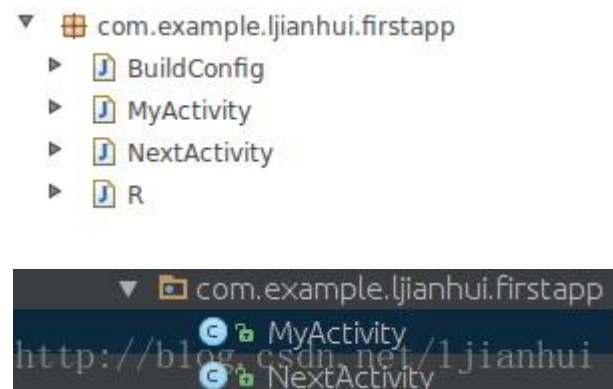 com.example.ljianhui.firstapp
BuildConfig
MyActivity
NextActivity
R
com.example.ljianhui.firstapp
MyActivity
http://blog.csdn.net/ljianhui
NextActivity